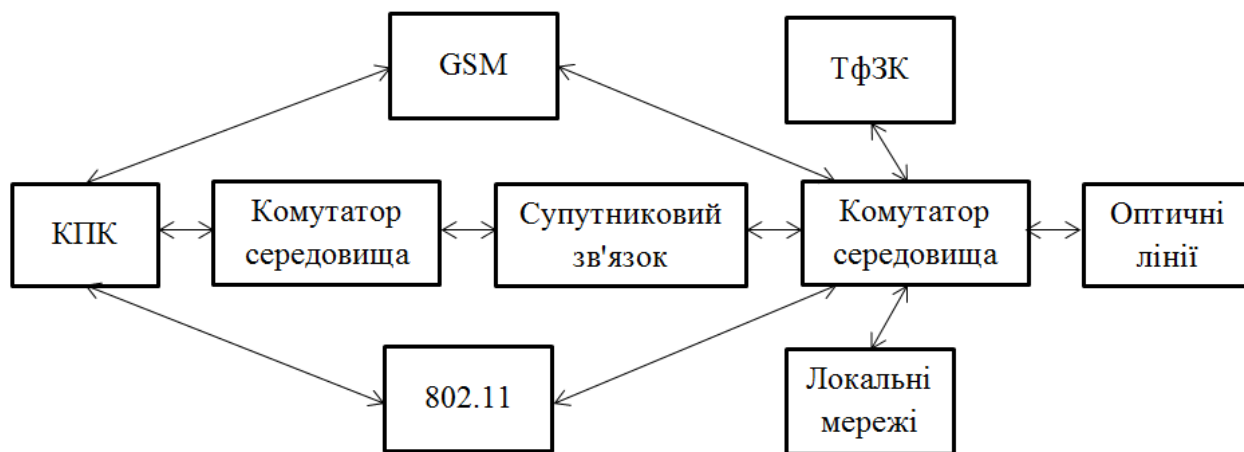 GSM
ТфЗК
КПК
Комутатор
середовища
Супутниковий
зв'язок
Комутатор
середовища
Оптичні
лінії
802.11
Локальні
мережі